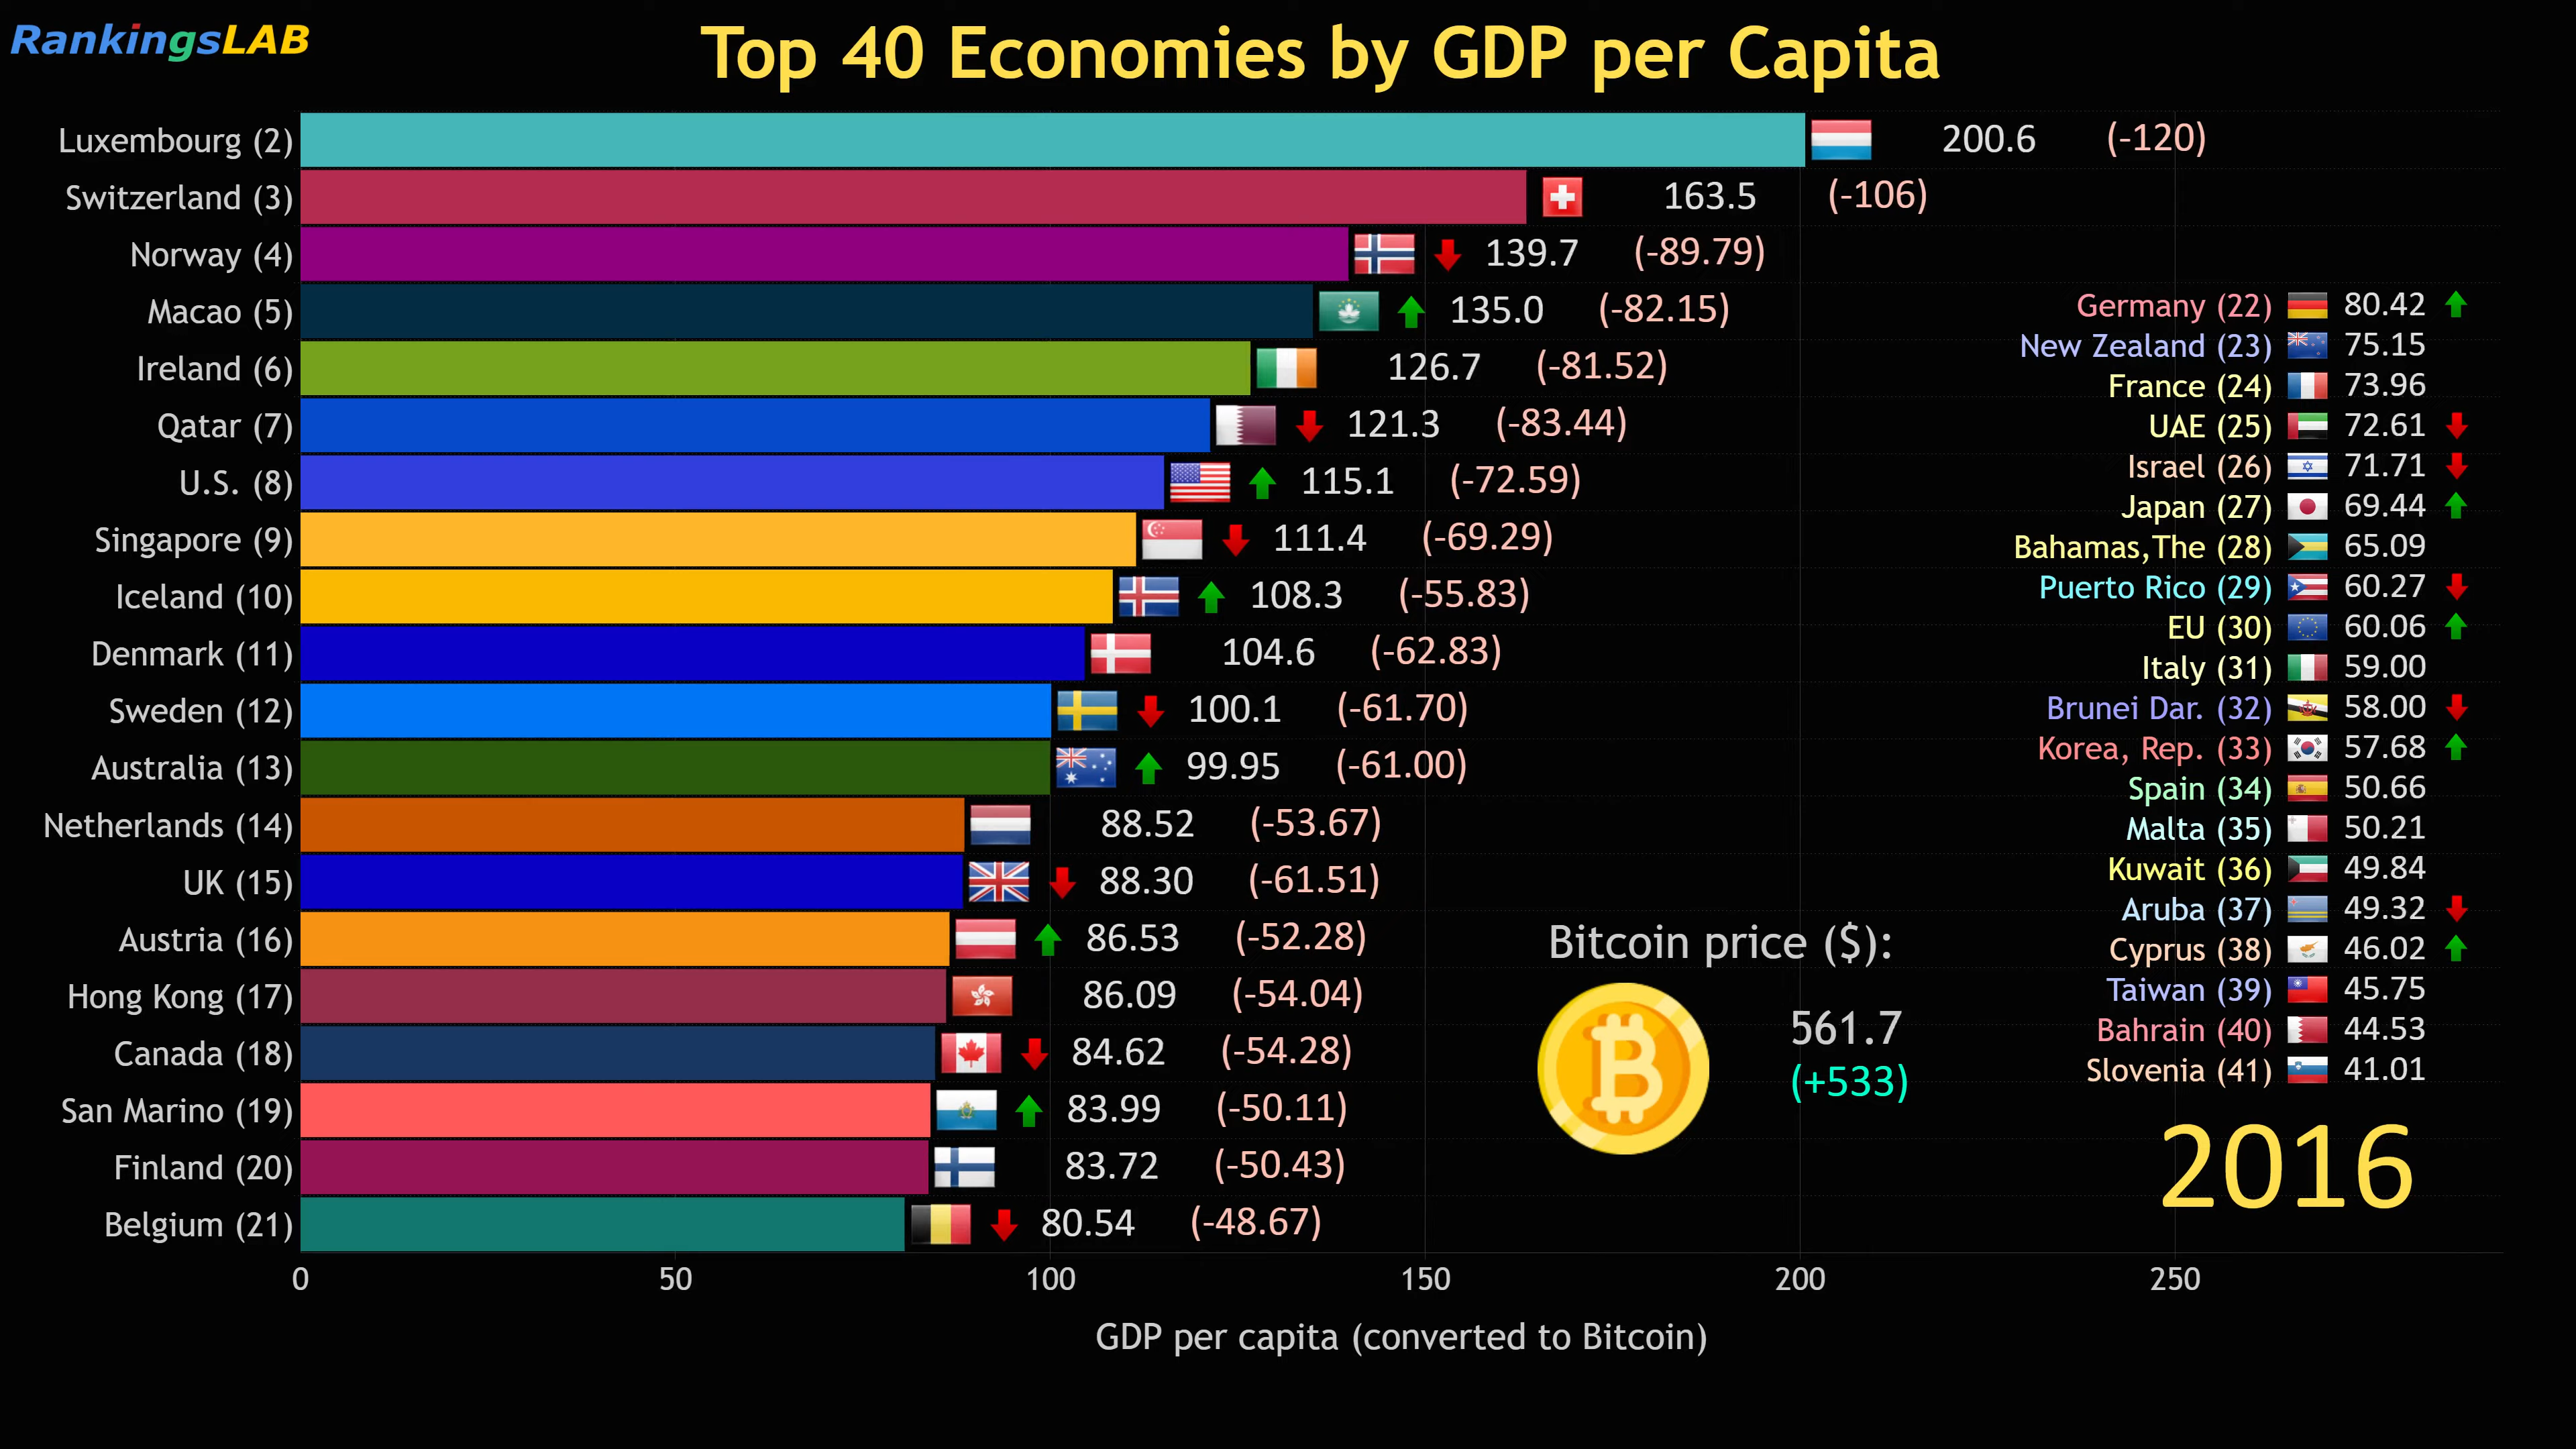 RankingsLAB
Top 40 Economies by GDP per Capita
Luxembourg (2) 200.6 (-120)
Switzerland (3) 163.5 (-106)
Norway (4) 139.7 (-89.79)
Macao (5) 135.0 (-82.15)
Ireland (6) 126.7 (-81.52)
Qatar (7) 121.3 (-83.44)
U.S. (8) 115.1 (-72.59)
Singapore (9) 111.4 (-69.29)
Iceland (10) 108.3 (-55.83)
Denmark (11) 104.6 (-62.83)
Sweden (12) 100.1 (-61.70)
Australia (13) 99.95 (-61.00)
Netherlands (14) 88.52 (-53.67)
UK (15) 88.30 (-61.51)
Austria (16) 86.53 (-52.28)
Hong Kong (17) 86.09 (-54.04)
Canada (18) 84.62 (-54.28)
San Marino (19) 83.99 (-50.11)
Finland (20) 83.72 (-50.43)
Belgium (21) 80.54 (-48.67)
Germany (22) 80.42
New Zealand (23) 75.15
France (24) 73.96
UAE (25) 72.61
Israel (26) 71.71
Japan (27) 69.44
Bahamas,The (28) 65.09
Puerto Rico (29) 60.27
EU (30) 60.06
Italy (31) 59.00
Brunei Dar. (32) 58.00
Korea, Rep. (33) 57.68
Spain (34) 50.66
Malta (35) 50.21
Kuwait (36) 49.84
Aruba (37) 49.32
Cyprus (38) 46.02
Taiwan (39) 45.75
Bahrain (40) 44.53
Slovenia (41) 41.01
Bitcoin price ($):
561.7
(+533)
2016
0 50 100 150 200 250
GDP per capita (converted to Bitcoin)